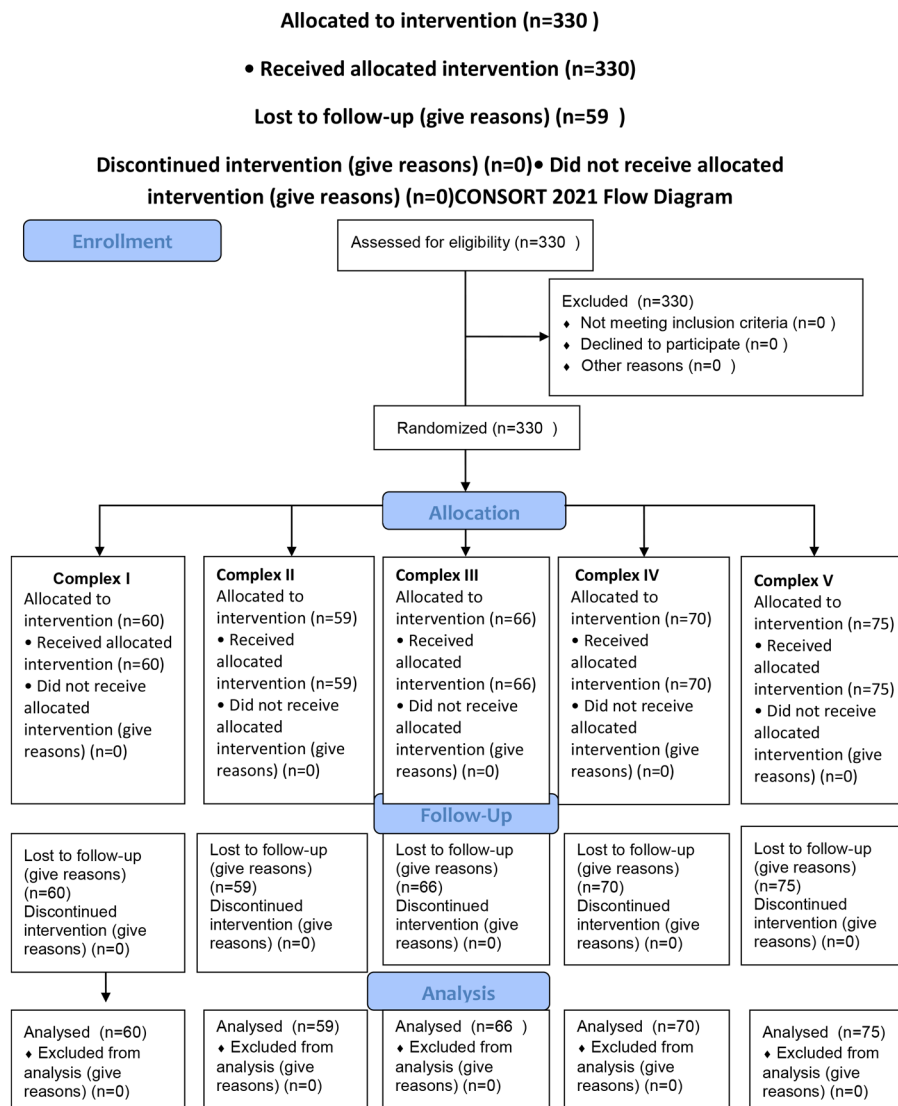 Allocated to intervention (n=330 )
• Received allocated intervention (n=330)
Lost to follow-up (give reasons) (n=59 )
Discontinued intervention (give reasons) (n=0)• Did not receive allocated
intervention (give reasons) (n=0)CONSORT 2021 Flow Diagram
Enrollment
Assessed for eligibility (n=330 )
Excluded (n=330)
♦ Not meeting inclusion criteria (n=0 )
♦ Declined to participate (n=0 )
♦ Other reasons (n=0 )
Randomized (n=330 )
Allocation
Complex I
Allocated to
intervention (n=60)
• Received allocated
intervention (n=60)
• Did not receive
allocated
intervention (give
reasons) (n=0)
Complex II
Allocated to
intervention (n=59)
• Received
allocated
intervention (n=59)
• Did not receive
allocated
intervention (give
reasons) (n=0)
Complex III
Allocated to
intervention (n=66)
• Received
allocated
intervention (n=66)
• Did not receive
allocated
intervention (give
reasons) (n=0)
Complex IV
Allocated to
intervention (n=70)
• Received
allocated
intervention (n=70)
• Did not receive
allocated
intervention (give
reasons) (n=0)
Complex V
Allocated to
intervention (n=75)
• Received
allocated
intervention (n=75)
• Did not receive
allocated
intervention (give
reasons) (n=0)
Follow-Up
Lost to follow-up
(give reasons)
(n=60)
Discontinued
intervention (give
reasons) (n=0)
Lost to follow-up
(give reasons)
(n=59)
Discontinued
intervention (give
reasons) (n=0)
Lost to follow-up
(give reasons)
(n=66)
Discontinued
intervention (give
reasons) (n=0)
Lost to follow-up
(give reasons)
(n=70)
Discontinued
intervention (give
reasons) (n=0)
Lost to follow-up
(give reasons)
(n=75)
Discontinued
intervention (give
reasons) (n=0)
Analysis
Analysed (n=60)
♦ Excluded from
analysis (give
reasons) (n=0)
Analysed (n=59)
♦ Excluded from
analysis (give
reasons) (n=0)
Analysed (n=66 )
♦ Excluded from
analysis (give
reasons) (n=0)
Analysed (n=70)
♦ Excluded from
analysis (give
reasons) (n=0)
Analysed (n=75)
♦ Excluded from
analysis (give
reasons) (n=0)